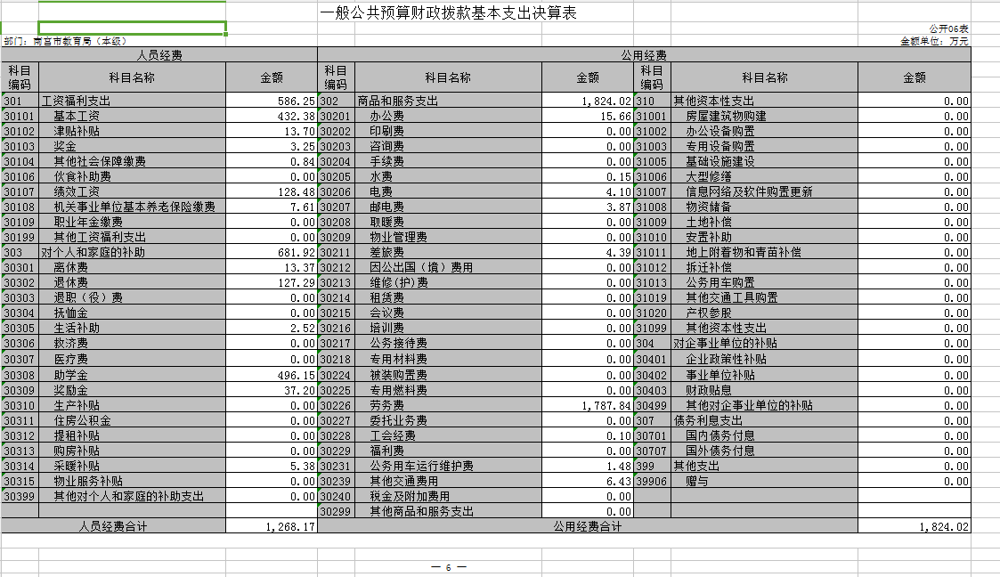 一般公共预算财政拨款基本支出决算表
公开06表
部门：南宫市教育局（本级） 金额单位：万元
人员经费 公用经费
科目编码 科目名称 金额 科目编码 科目名称 金额 科目编码 科目名称 金额
301 工资福利支出 586.25 302 商品和服务支出 1,824.02 310 其他资本性支出 0.00
30101 基本工资 432.38 30201 办公费 15.66 31001 房屋建筑物购建 0.00
30102 津贴补贴 13.70 30202 印刷费 0.00 31002 办公设备购置 0.00
30103 奖金 3.25 30203 咨询费 0.00 31003 专用设备购置 0.00
30104 其他社会保障缴费 0.84 30204 手续费 0.00 31005 基础设施建设 0.00
30106 伙食补助费 0.00 30205 水费 0.15 31006 大型修缮 0.00
30107 绩效工资 128.48 30206 电费 4.10 31007 信息网络及软件购置更新 0.00
30108 机关事业单位基本养老保险缴费 7.61 30207 邮电费 3.87 31008 物资储备 0.00
30109 职业年金缴费 0.00 30208 取暖费 0.00 31009 土地补偿 0.00
30199 其他工资福利支出 0.00 30209 物业管理费 0.00 31010 安置补助 0.00
303 对个人和家庭的补助 681.92 30211 差旅费 4.39 31011 地上附着物和青苗补偿 0.00
30301 离休费 13.37 30212 因公出国（境）费用 0.00 31012 拆迁补偿 0.00
30302 退休费 127.29 30213 维修(护)费 0.00 31013 公务用车购置 0.00
30303 退职（役）费 0.00 30214 租赁费 0.00 31019 其他交通工具购置 0.00
30304 抚恤金 0.00 30215 会议费 0.00 31020 产权参股 0.00
30305 生活补助 2.52 30216 培训费 0.00 31099 其他资本性支出 0.00
30306 救济费 0.00 30217 公务接待费 0.00 304 对企事业单位的补贴 0.00
30307 医疗费 0.00 30218 专用材料费 0.00 30401 企业政策性补贴 0.00
30308 助学金 496.15 30224 被装购置费 0.00 30402 事业单位补贴 0.00
30309 奖励金 37.20 30225 专用燃料费 0.00 30403 财政贴息 0.00
30310 生产补贴 0.00 30226 劳务费 1,787.84 30499 其他对企事业单位的补贴 0.00
30311 住房公积金 0.00 30227 委托业务费 0.00 307 债务利息支出 0.00
30312 提租补贴 0.00 30228 工会经费 0.10 30701 国内债务付息 0.00
30313 购房补贴 0.00 30229 福利费 0.00 30707 国外债务付息 0.00
30314 采暖补贴 5.38 30231 公务用车运行维护费 1.48 399 其他支出 0.00
30315 物业服务补贴 0.00 30239 其他交通费用 6.43 39906 赠与 0.00
30399 其他对个人和家庭的补助支出 0.00 30240 税金及附加费用 0.00
30299 其他商品和服务支出 0.00
人员经费合计 1,268.17 公用经费合计 1,824.02
— 6 —